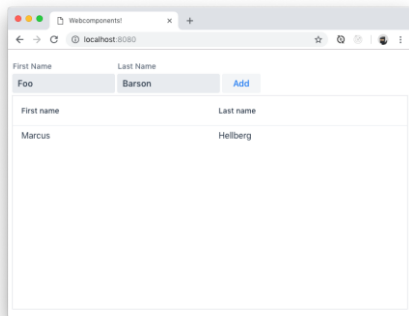 Webcomponents!
localhost:8080
First Name Last Name
Foo Barson Add
First name Last name
Marcus Hellberg